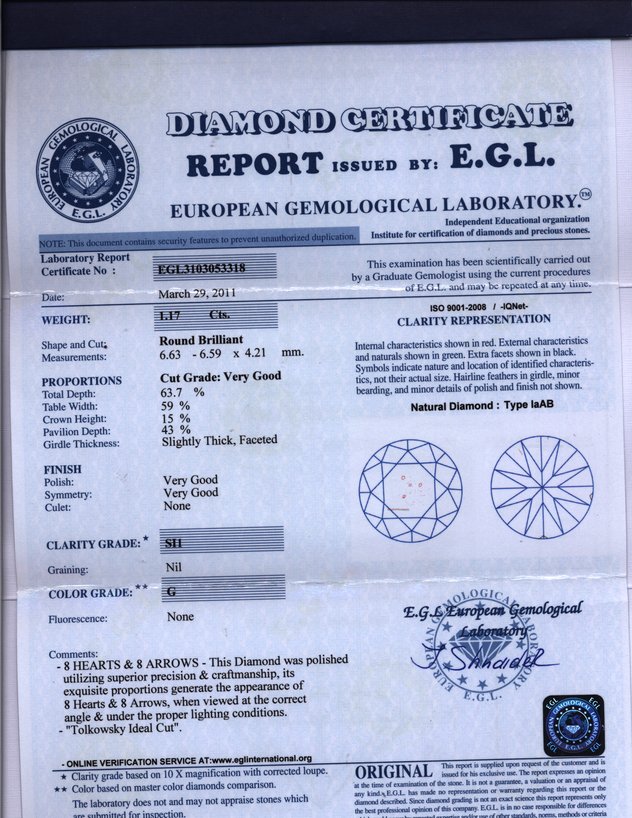 DIAMOND CERTIFICATE
REPORT ISSUED BY: E.G.L.
EUROPEAN GEMOLOGICAL LABORATORY
E.G.L.
EUROPEAN GEMOLOGICAL LABORATORY.™
Independent Educational organization
Institute for certification of diamonds and precious stones.
NOTE: This document contains security features to prevent unauthorized duplication.
Laboratory Report
Certificate No : EGL3103053318
Date: March 29, 2011
WEIGHT: 1.17 Cts.
Shape and Cut: Round Brilliant
Measurements: 6.63 - 6.59 x 4.21 mm.
PROPORTIONS Cut Grade: Very Good
Total Depth: 63.7 %
Table Width: 59 %
Crown Height: 15 %
Pavilion Depth: 43 %
Girdle Thickness: Slightly Thick, Faceted
FINISH
Polish: Very Good
Symmetry: Very Good
Culet: None
CLARITY GRADE: ★ SI1
Graining: Nil
COLOR GRADE: ★★ G
Fluorescence: None
Comments:
- 8 HEARTS & 8 ARROWS - This Diamond was polished
utilizing superior precision & craftmanship, its
exquisite proportions generate the appearance of
8 Hearts & 8 Arrows, when viewed at the correct
angle & under the proper lighting conditions.
- "Tolkowsky Ideal Cut".
- ONLINE VERIFICATION SERVICE AT:www.eglinternational.org
★ Clarity grade based on 10 X magnification with corrected loupe.
★★ Color based on master color diamonds comparison.
The laboratory does not and may not appraise stones which
are submitted for inspection.
This examination has been scientifically carried out
by a Graduate Gemologist using the current procedures
of E.G.L. and may be repeated at any time.
ISO 9001-2008 / -IQNet-
CLARITY REPRESENTATION
Internal characteristics shown in red. External characteristics
and naturals shown in green. Extra facets shown in black.
Symbols indicate nature and location of identified characteris-
tics, not their actual size. Hairline feathers in girdle, minor
bearding, and minor details of polish and finish not shown.
Natural Diamond : Type IaAB
E.G.L European Gemological
Laboratory
EUROPEAN GEMOLOGICAL LABORATORY
E.G.L.
EGL EGL
E.G.L.
EGL EGL
ORIGINAL
This report is supplied upon request of the customer and is
issued for his exclusive use. The report expresses an opinion
at the time of examination of the stone. It is not a guarantee, a valuation or an appraisal of
any kind. E.G.L. has made no representation or warranty regarding this report or the
diamond described. Since diamond grading is not an exact science this report represents only
the best professional opinion of this company. E.G.L. is in no case responsible for differences